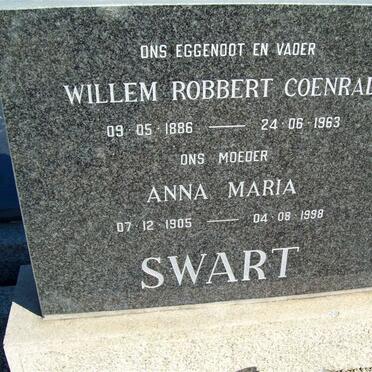 ONS EGGENOOT EN VADER
WILLEM ROBBERT COENRAD
09·05·1886 — 24·06·1963
ONS MOEDER
ANNA MARIA
07·12·1905 — 04·08·1998
SWART